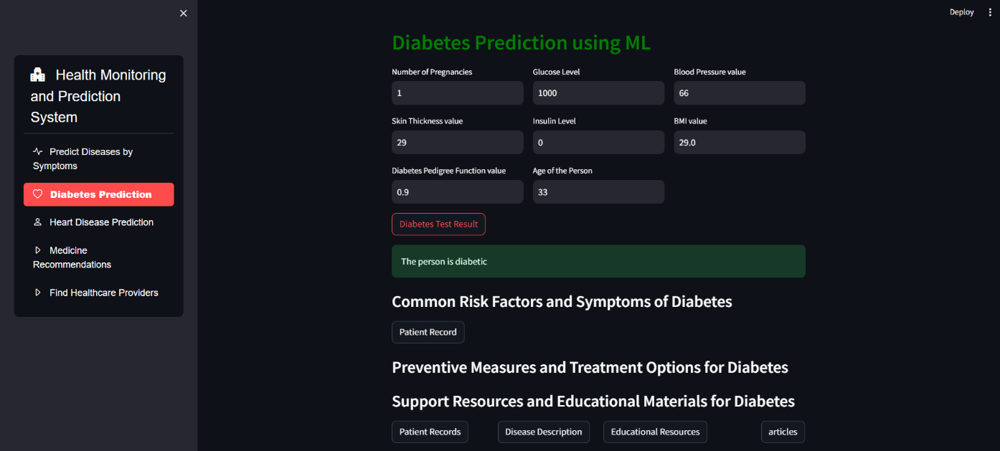 Deploy
Health Monitoring
and Prediction
System
Predict Diseases by
Symptoms
Diabetes Prediction
Heart Disease Prediction
Medicine
Recommendations
Find Healthcare Providers
Diabetes Prediction using ML
Number of Pregnancies Glucose Level Blood Pressure value
1 1000 66
Skin Thickness value Insulin Level BMI value
29 0 29.0
Diabetes Pedigree Function value Age of the Person
0.9 33
Diabetes Test Result
The person is diabetic
Common Risk Factors and Symptoms of Diabetes
Patient Record
Preventive Measures and Treatment Options for Diabetes
Support Resources and Educational Materials for Diabetes
Patient Records Disease Description Educational Resources articles